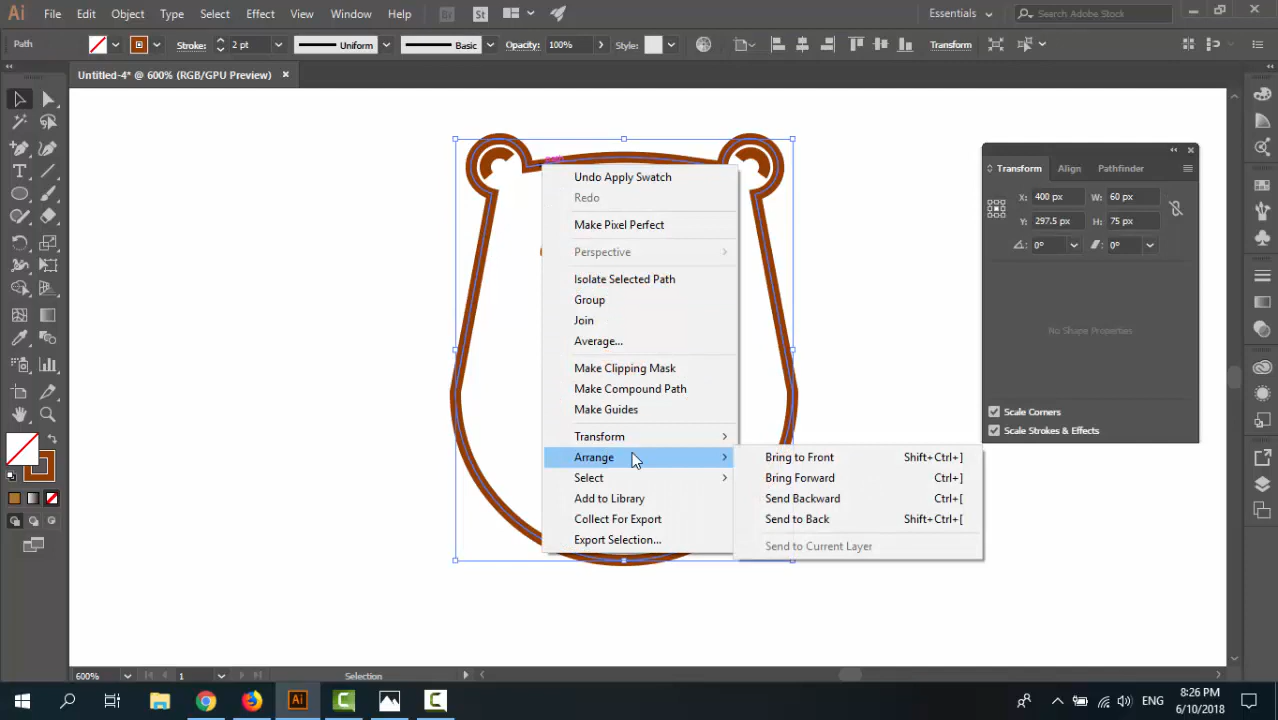 Ai File Edit Object Type Select Effect View Window Help Br St Essentials Search Adobe Stock
Path Stroke: 2 pt Uniform Basic Opacity: 100% Style: Transform
Untitled-4* @ 600% (RGB/GPU Preview) ×
Transform Align Pathfinder
X: 400 px W: 60 px
Y: 297.5 px H: 75 px
0° 0°
No Shape Properties
Scale Corners
Scale Strokes & Effects
Undo Apply Swatch
Redo
Make Pixel Perfect
Perspective
Isolate Selected Path
Group
Join
Average...
Make Clipping Mask
Make Compound Path
Make Guides
Transform
Arrange
Select
Add to Library
Collect For Export
Export Selection...
Bring to Front Shift+Ctrl+]
Bring Forward Ctrl+]
Send Backward Ctrl+[
Send to Back Shift+Ctrl+[
Send to Current Layer
600% 1 Selection
Ai ENG 8:26 PM
6/10/2018